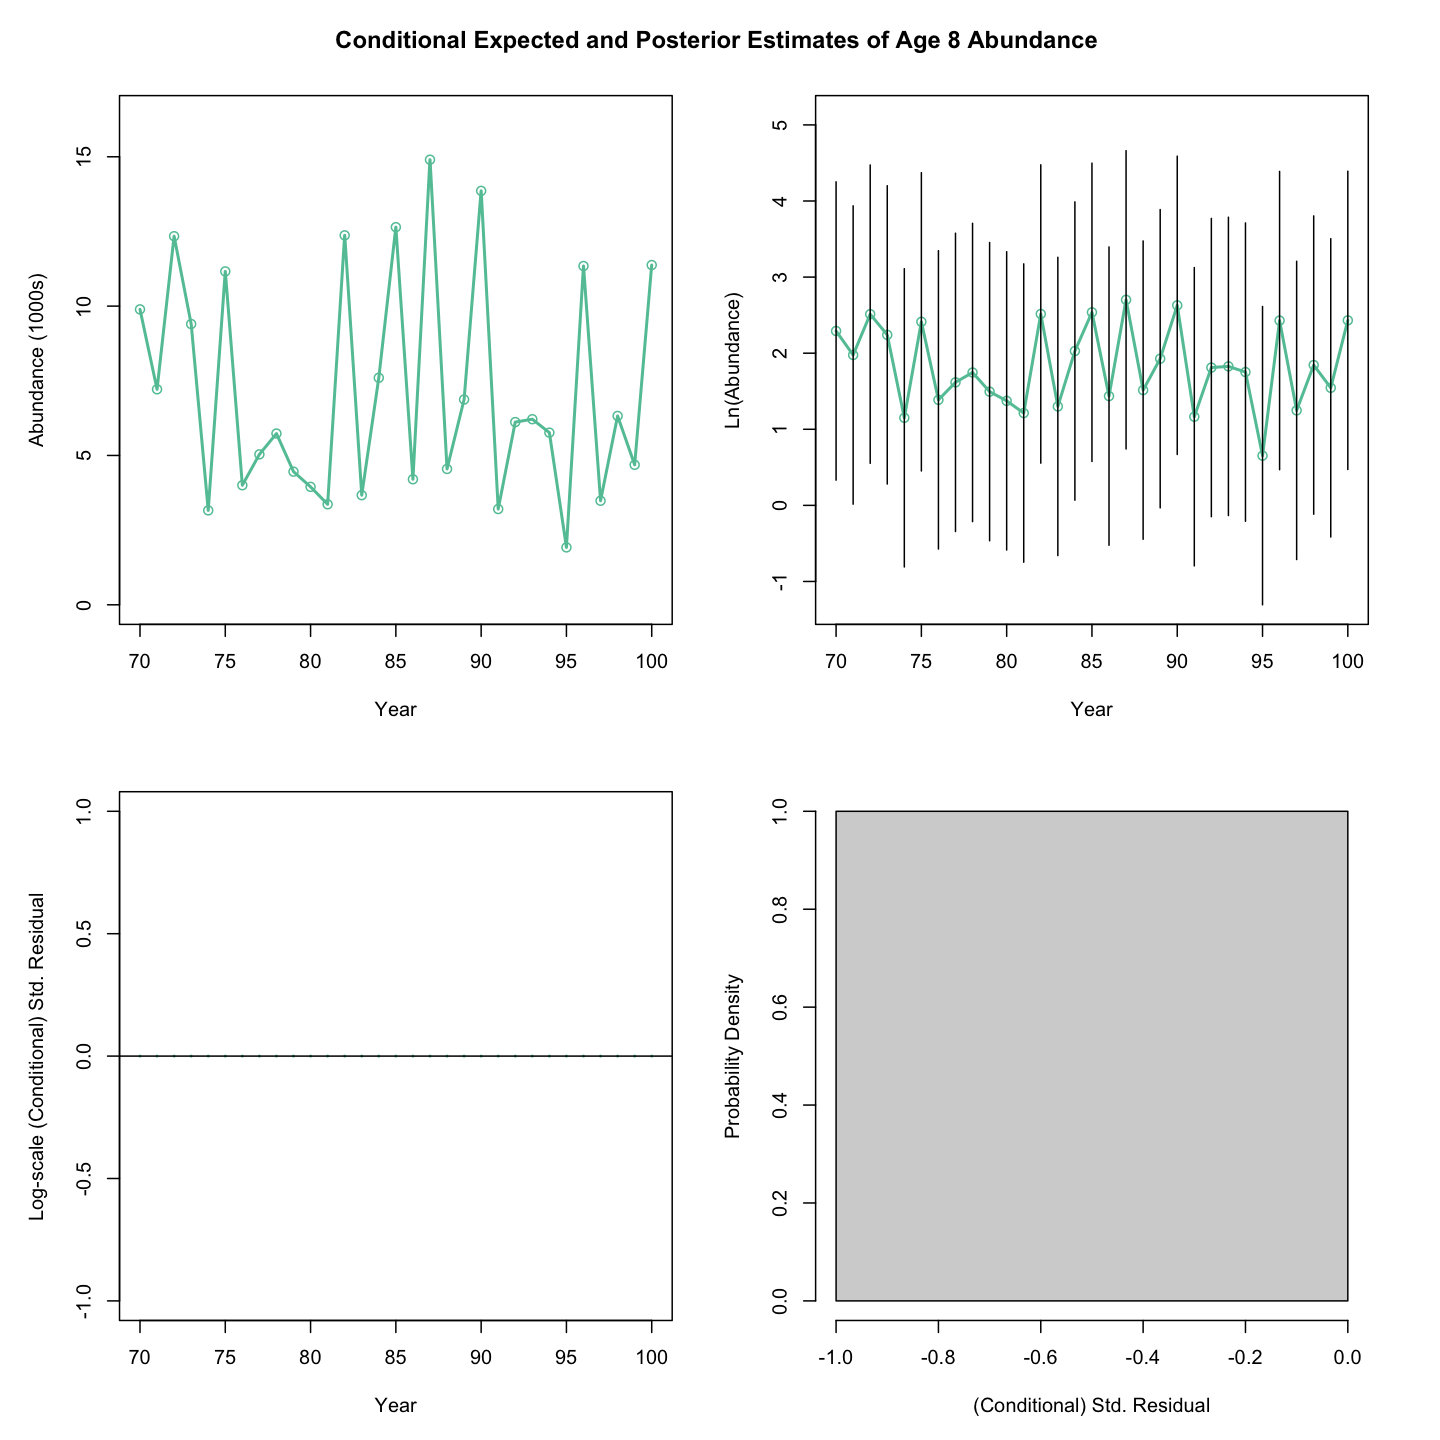 Conditional Expected and Posterior Estimates of Age 8 Abundance
Abundance (1000s)
15
10
5
0
70 75 80 85 90 95 100
Year
Ln(Abundance)
5
4
3
2
1
0
-1
70 75 80 85 90 95 100
Year
Log-scale (Conditional) Std. Residual
1.0
0.5
0.0
-0.5
-1.0
70 75 80 85 90 95 100
Year
Probability Density
1.0
0.8
0.6
0.4
0.2
0.0
-1.0 -0.8 -0.6 -0.4 -0.2 0.0
(Conditional) Std. Residual